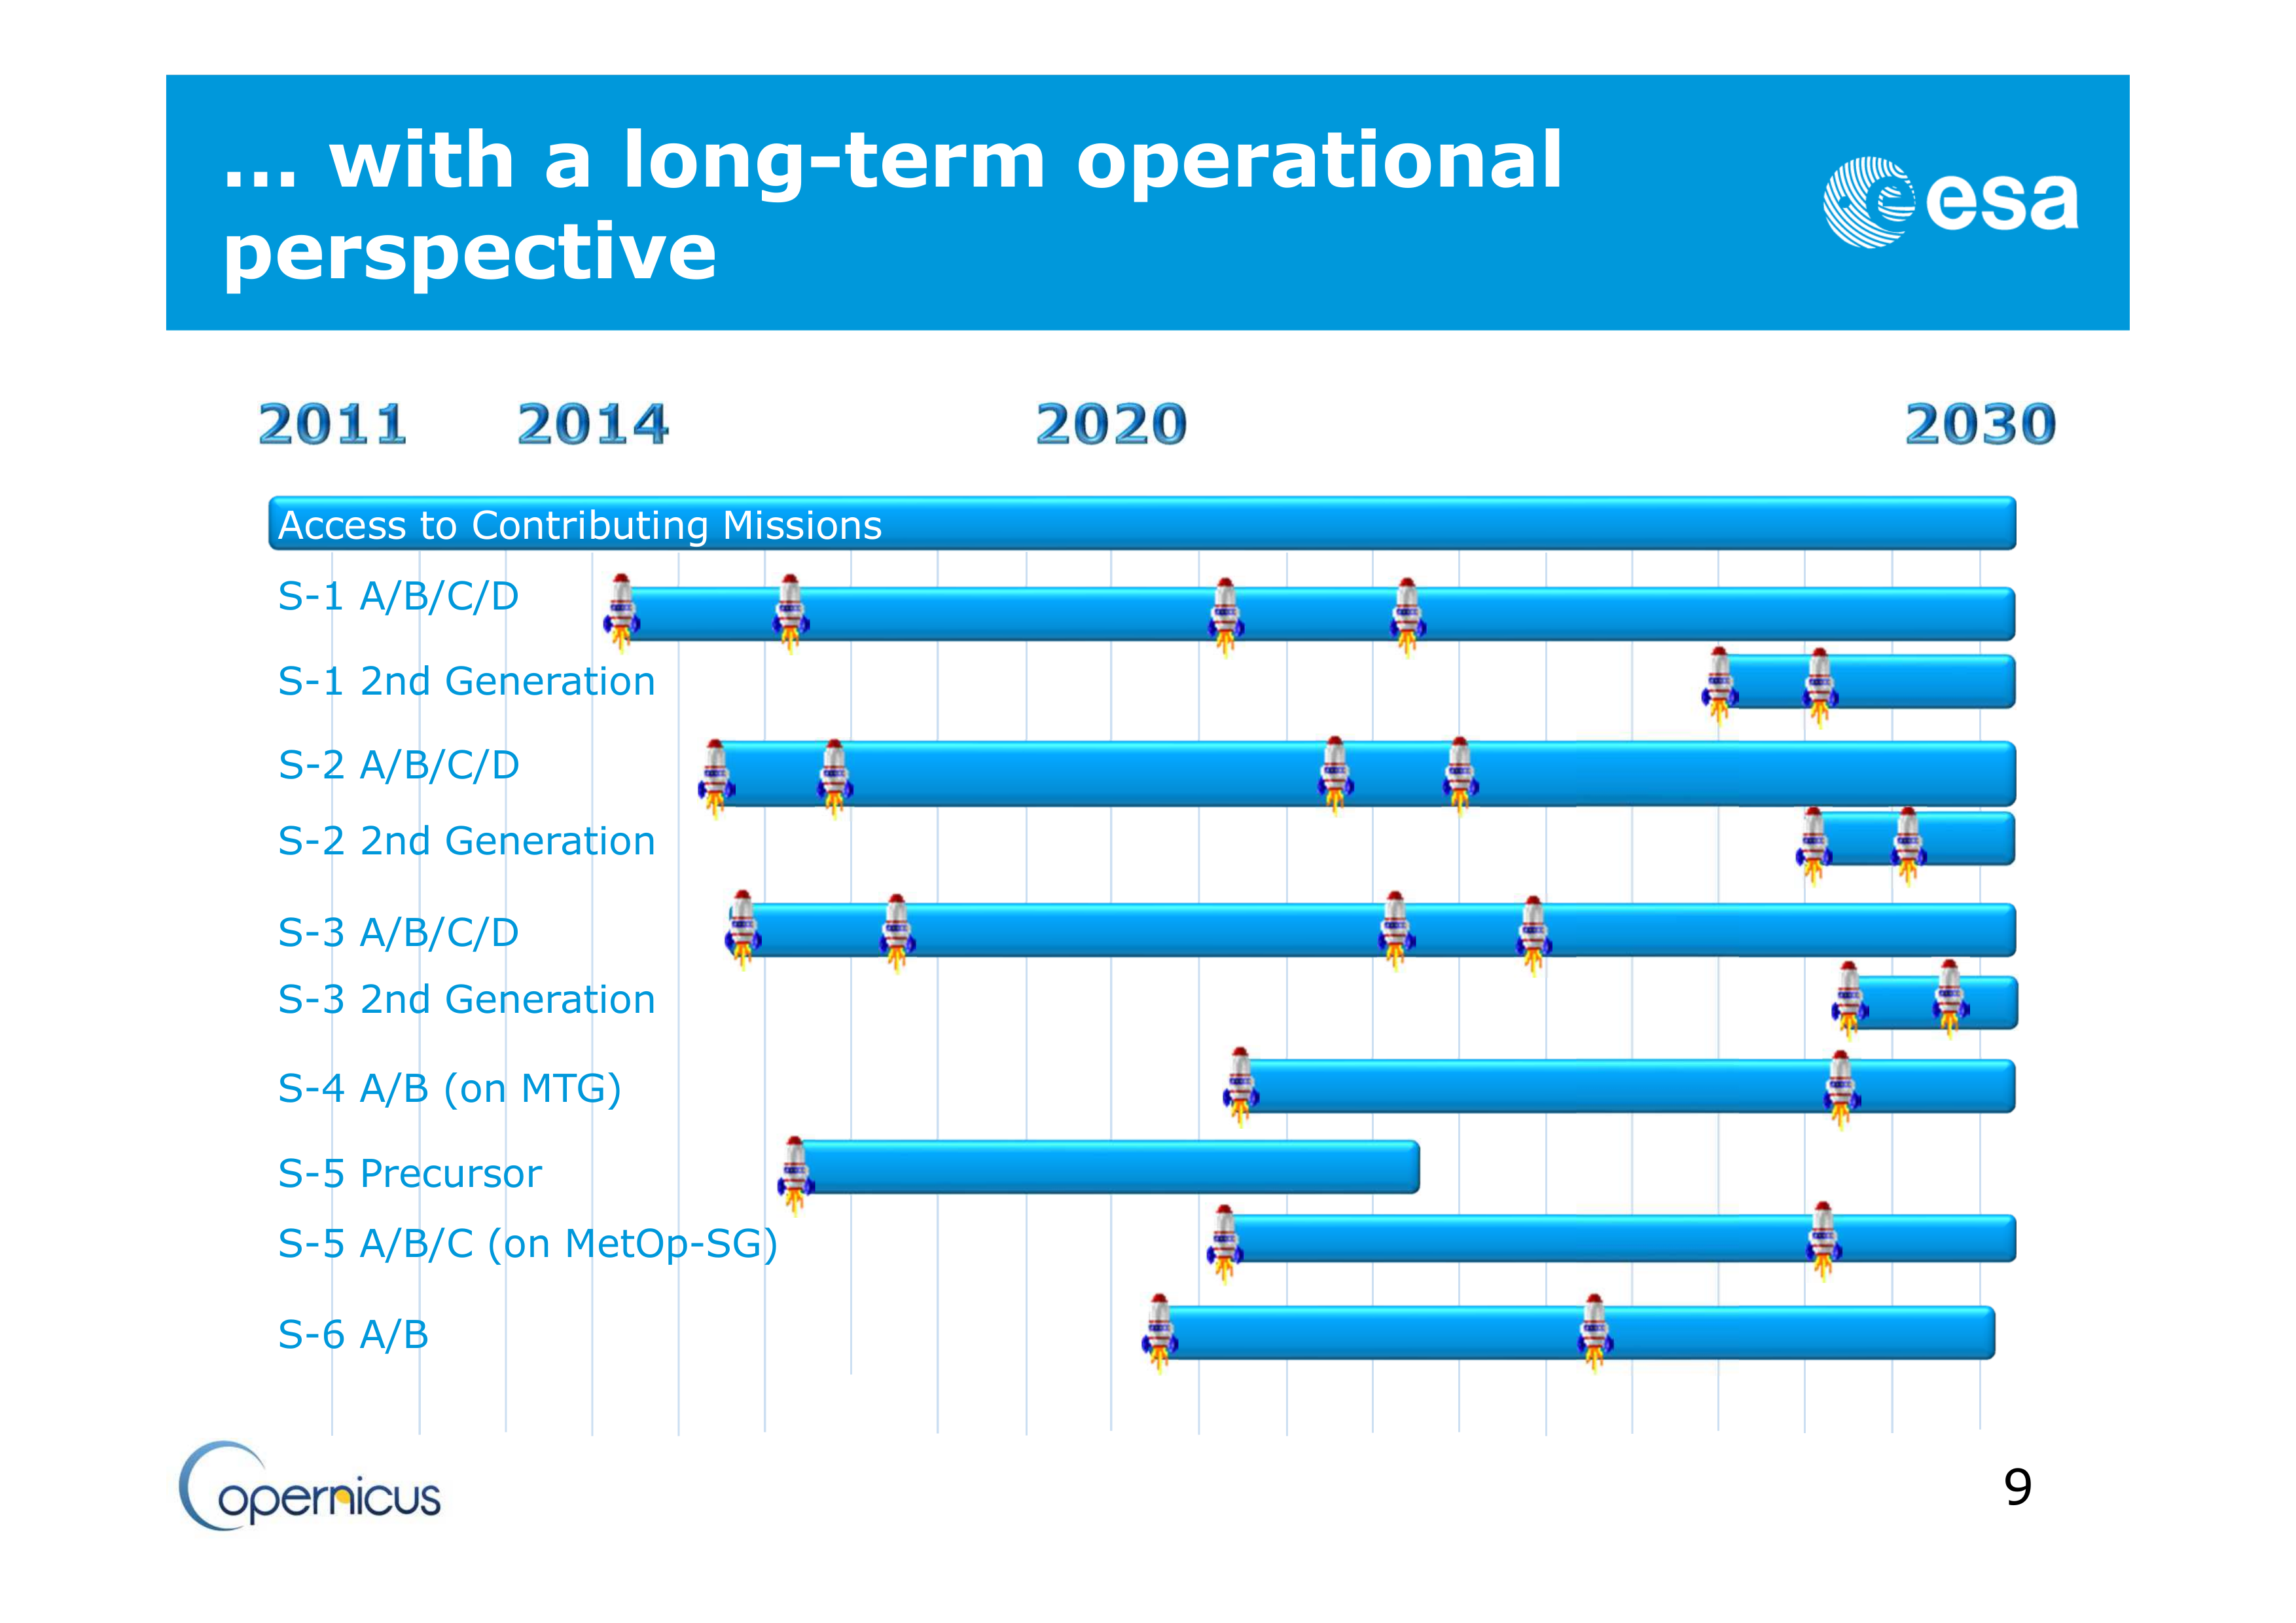 ... with a long-term operational
perspective
esa
2011 2014 2020 2030
Access to Contributing Missions
S-1 A/B/C/D
S-1 2nd Generation
S-2 A/B/C/D
S-2 2nd Generation
S-3 A/B/C/D
S-3 2nd Generation
S-4 A/B (on MTG)
S-5 Precursor
S-5 A/B/C (on MetOp-SG)
S-6 A/B
Copernicus
9